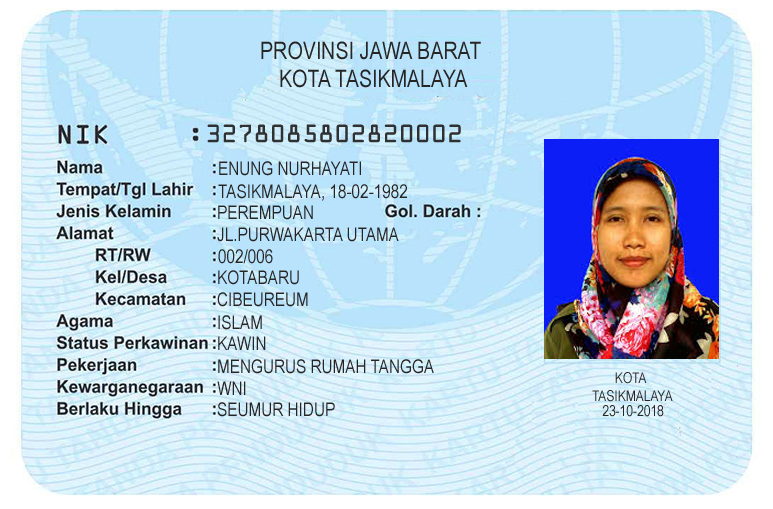 PROVINSI JAWA BARAT
KOTA TASIKMALAYA
NIK :3278085802820002
Nama :ENUNG NURHAYATI
Tempat/Tgl Lahir :TASIKMALAYA, 18-02-1982
Jenis Kelamin :PEREMPUAN Gol. Darah :
Alamat :JL.PURWAKARTA UTAMA
RT/RW :002/006
Kel/Desa :KOTABARU
Kecamatan :CIBEUREUM
Agama :ISLAM
Status Perkawinan :KAWIN
Pekerjaan :MENGURUS RUMAH TANGGA
Kewarganegaraan :WNI
Berlaku Hingga :SEUMUR HIDUP
KOTA
TASIKMALAYA
23-10-2018